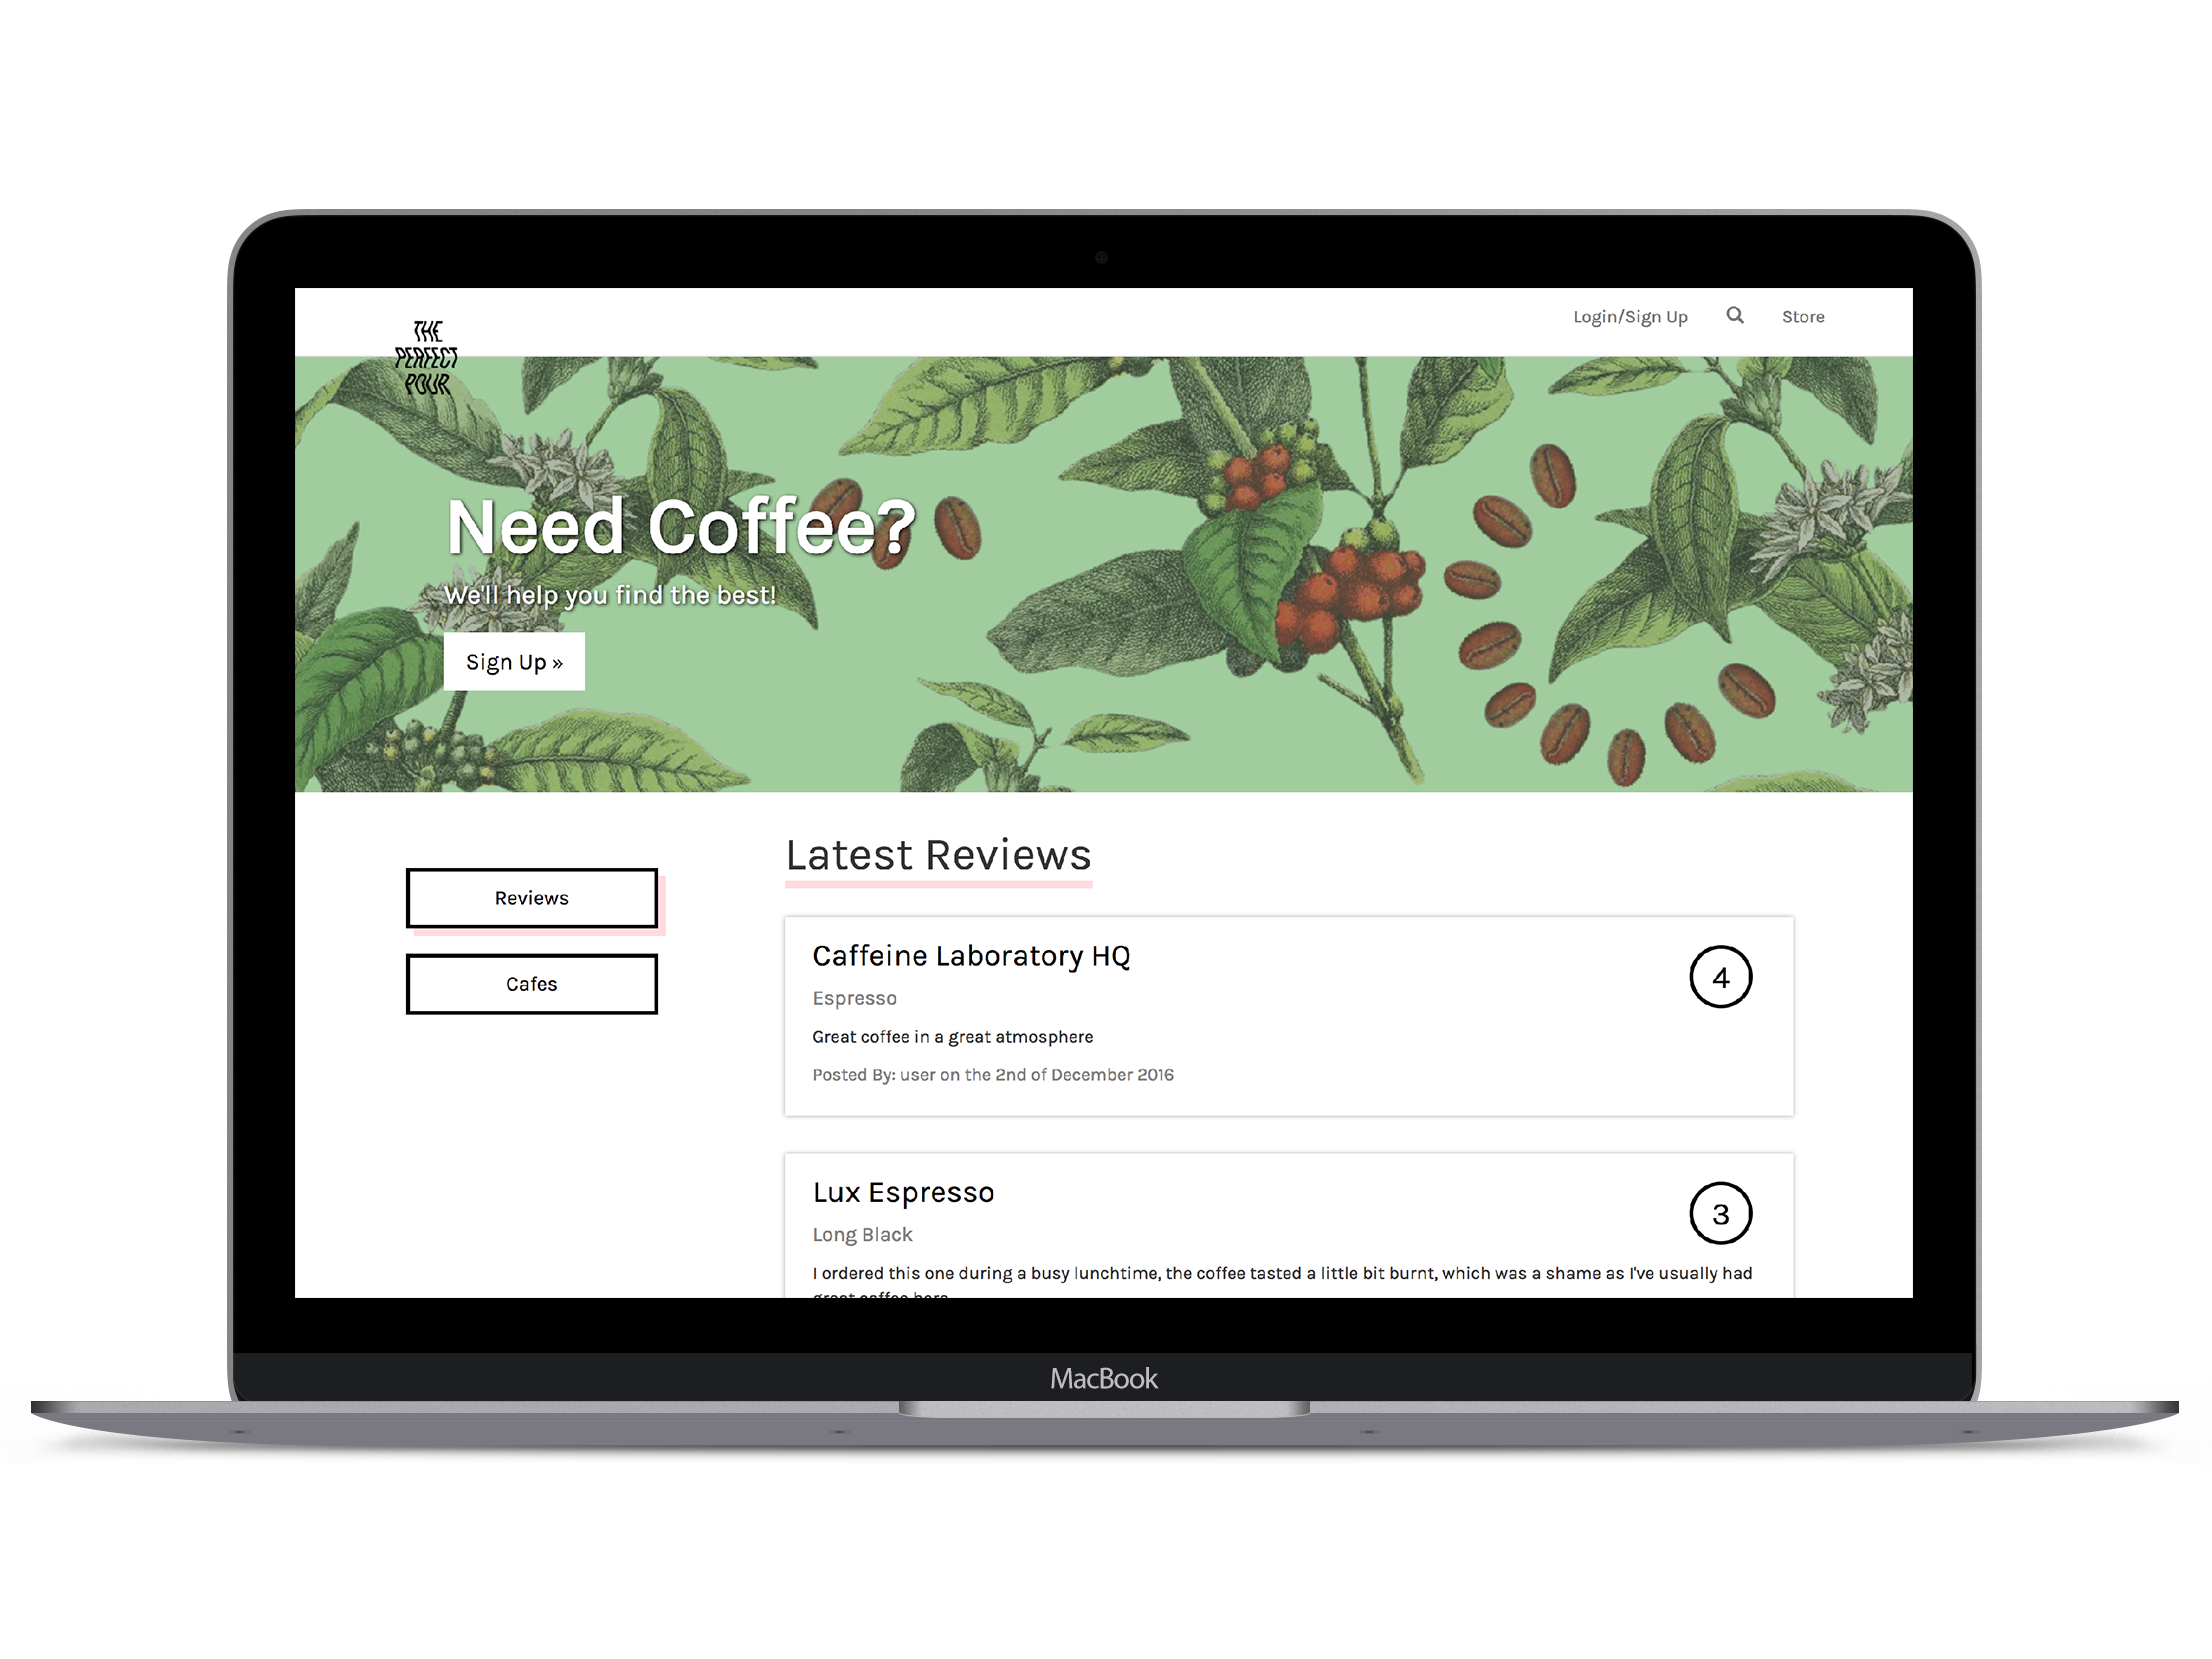 THE
PERFECT
POUR
Login/Sign Up
Store
Need Coffee?
We'll help you find the best!
Sign Up »
Reviews
Cafes
Latest Reviews
Caffeine Laboratory HQ
4
Espresso
Great coffee in a great atmosphere
Posted By: user on the 2nd of December 2016
Lux Espresso
3
Long Black
I ordered this one during a busy lunchtime, the coffee tasted a little bit burnt, which was a shame as I've usually had
great coffee here
MacBook